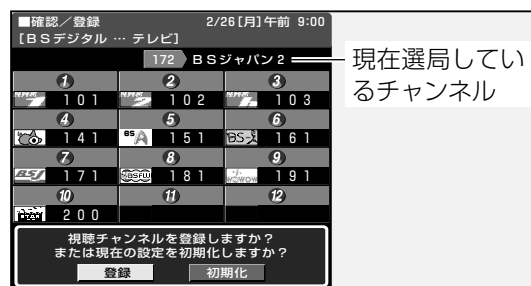 ■確認／登録 2/26[月]午前 9:00
[BSデジタル … テレビ]
172 BSジャパン2
現在選局してい
るチャンネル
1 2 3
101 102 103
4 5 6
141 BSA 151 BS-i 161
7 8 9
BSJ 171 BSFUJI 181 WOWOW 191
10 11 12
200
視聴チャンネルを登録しますか？
または現在の設定を初期化しますか？
登録 初期化